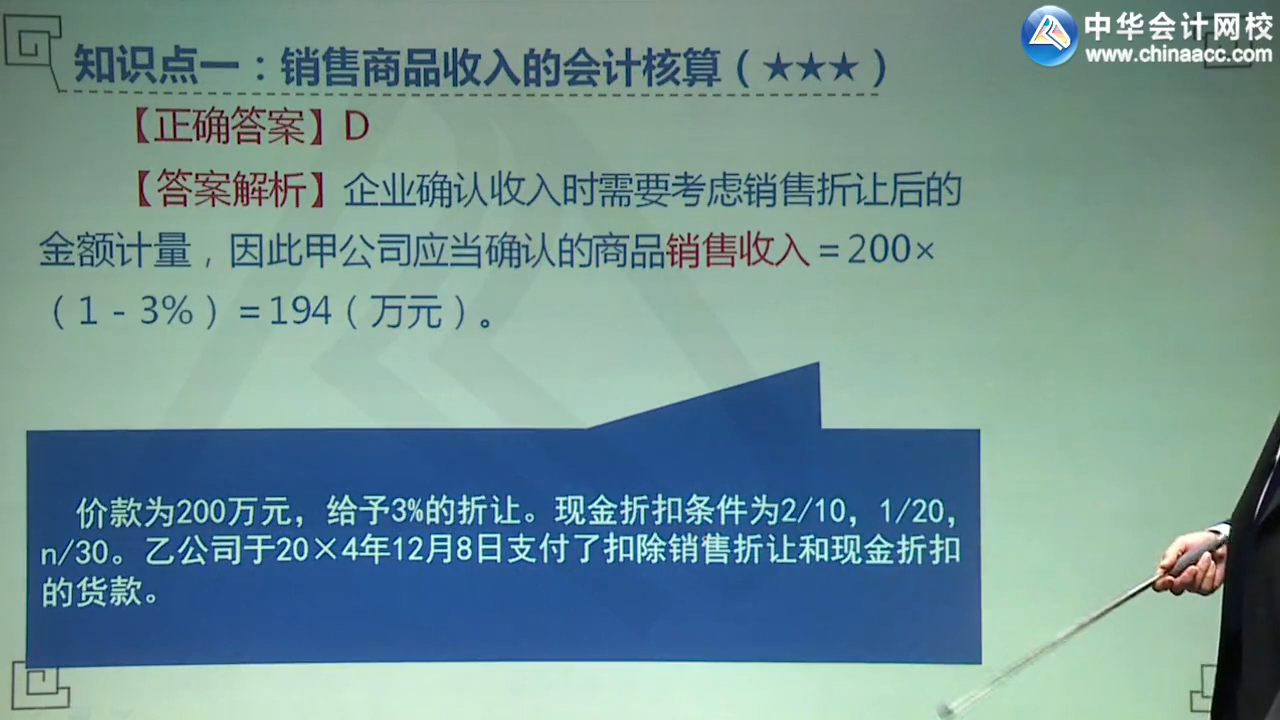 中华会计网校
www.chinaacc.com
知识点一：销售商品收入的会计核算（★★★）
【正确答案】D
【答案解析】企业确认收入时需要考虑销售折让后的
金额计量，因此甲公司应当确认的商品销售收入＝200×
（1－3%）＝194（万元）。
价款为200万元，给予3%的折让。现金折扣条件为2/10，1/20，
n/30。乙公司于20×4年12月8日支付了扣除销售折让和现金折扣
的货款。